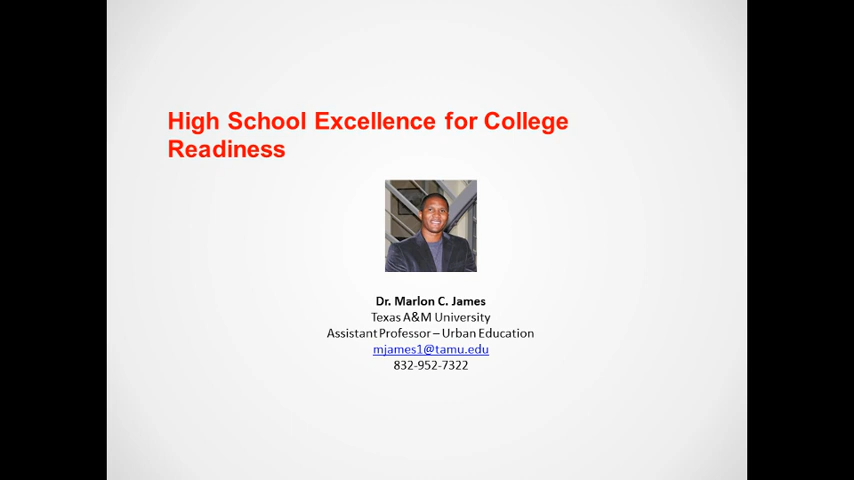 High School Excellence for College
Readiness
Dr. Marlon C. James
Texas A&M University
Assistant Professor – Urban Education
mjames1@tamu.edu
832-952-7322